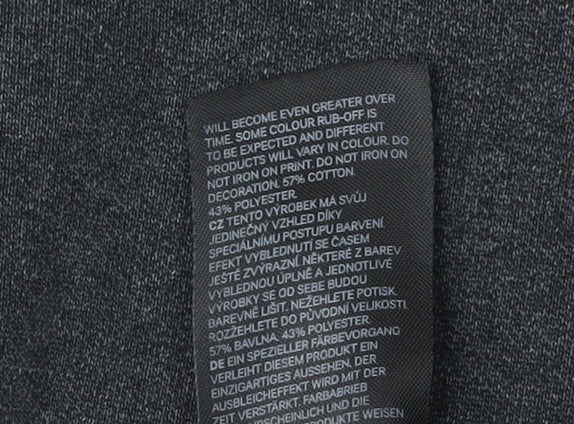 WILL BECOME EVEN GREATER OVER
TIME. SOME COLOUR RUB-OFF IS
TO BE EXPECTED AND DIFFERENT
PRODUCTS WILL VARY IN COLOUR. DO
NOT IRON ON PRINT. DO NOT IRON ON
DECORATION. 57% COTTON.
43% POLYESTER.
CZ TENTO VÝROBEK MÁ SVŮJ
JEDINEČNÝ VZHLED DÍKY
SPECIÁLNÍMU POSTUPU BARVENÍ.
EFEKT VYBLEDNUTÍ SE ČASEM
JEŠTĚ ZVÝRAZNÍ. NĚKTERÉ Z BAREV
VYBLEDNOU ÚPLNĚ A JEDNOTLIVÉ
VÝROBKY SE OD SEBE BUDOU
BAREVNĚ LIŠIT. NEŽEHLETE POTISK.
ROZŽEHLETE DO PŮVODNÍ VELIKOSTI.
57% BAVLNA. 43% POLYESTER.
DE EIN SPEZIELLER FÄRBEVORGANG
VERLEIHT DIESEM PRODUKT EIN
EINZIGARTIGES AUSSEHEN, DER
AUSBLEICHEFFEKT WIRD MIT DER
ZEIT VERSTÄRKT. FARBABRIEB
UND DIE
WEISEN